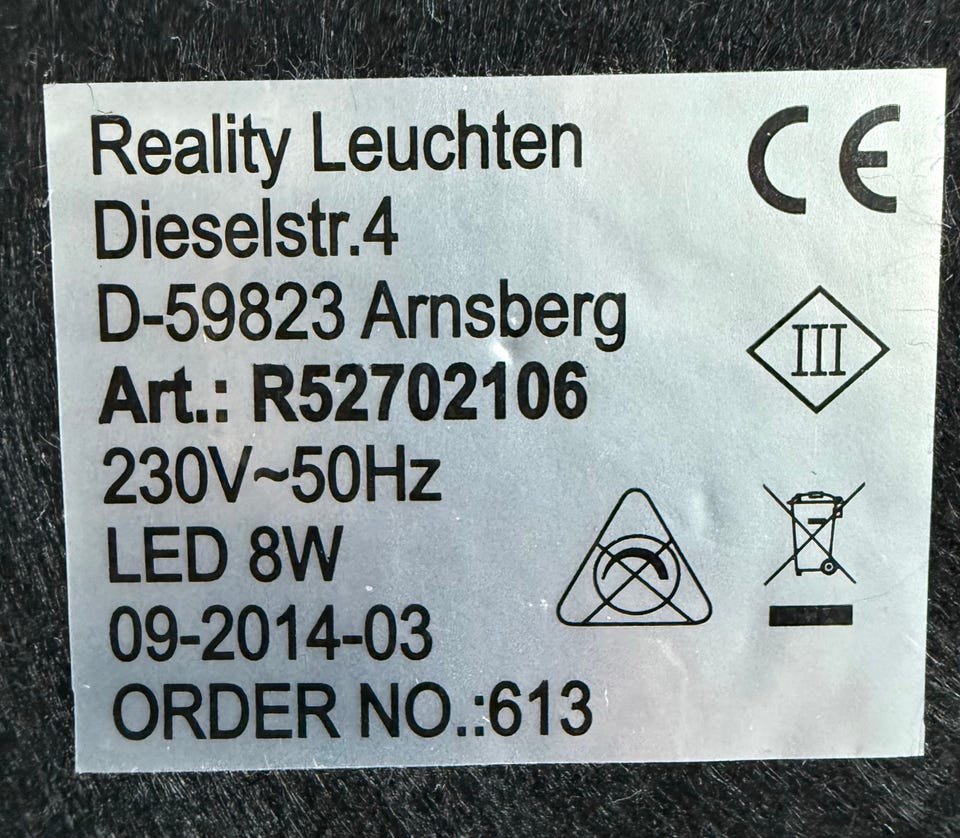 Reality Leuchten
Dieselstr.4
D-59823 Arnsberg
Art.: R52702106
230V~50Hz
LED 8W
09-2014-03
ORDER NO.:613
CE
III